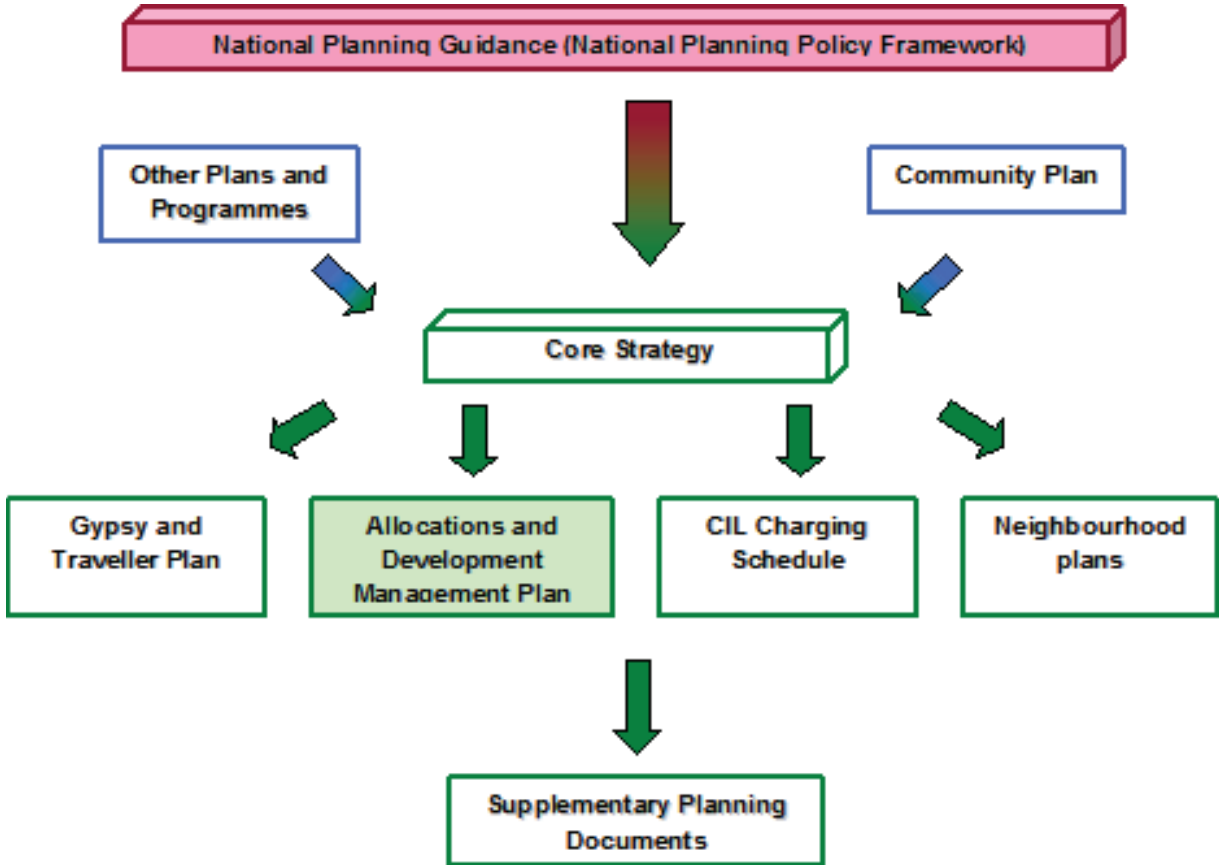 National Planning Guidance (National Planning Policy Framework)
Other Plans and
Programmes
Community Plan
Core Strategy
Gypsy and
Traveller Plan
Allocations and
Development
Management Plan
CIL Charging
Schedule
Neighbourhood
plans
Supplementary Planning
Documents